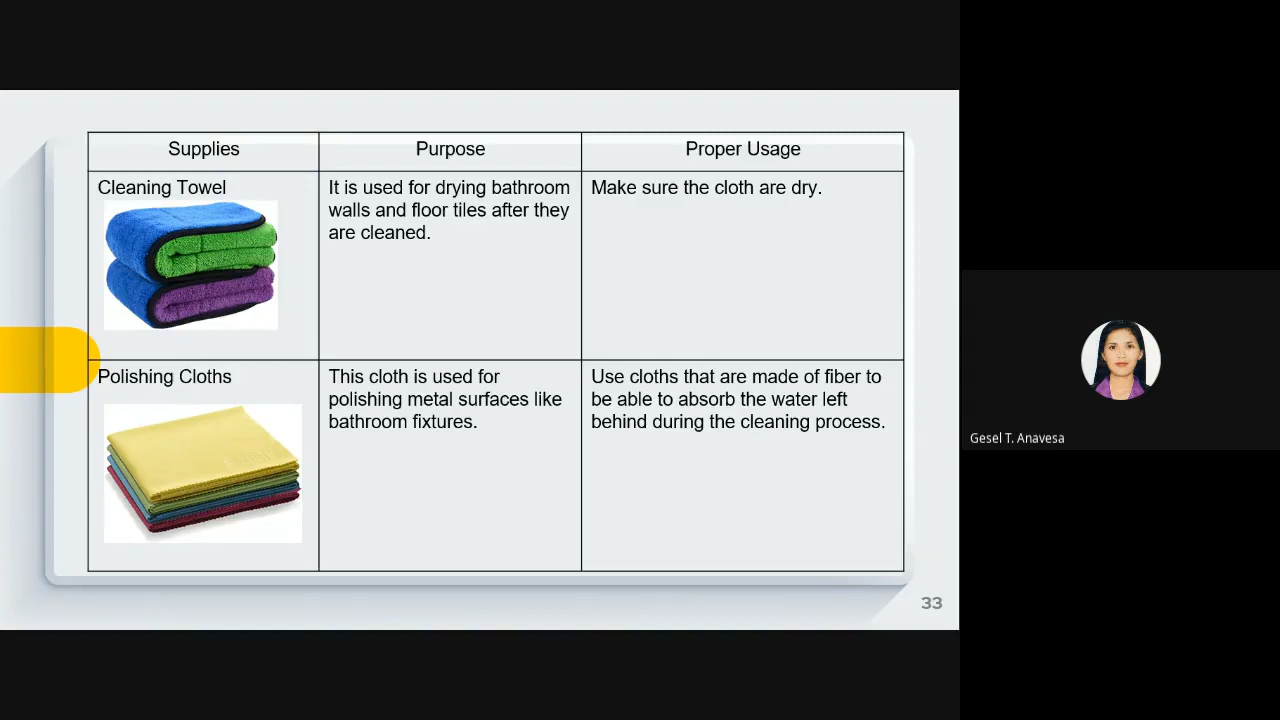 Supplies
Purpose
Proper Usage
Cleaning Towel
It is used for drying bathroom
walls and floor tiles after they
are cleaned.
Make sure the cloth are dry.
Polishing Cloths
This cloth is used for
polishing metal surfaces like
bathroom fixtures.
Use cloths that are made of fiber to
be able to absorb the water left
behind during the cleaning process.
33
Gesel T. Anavesa